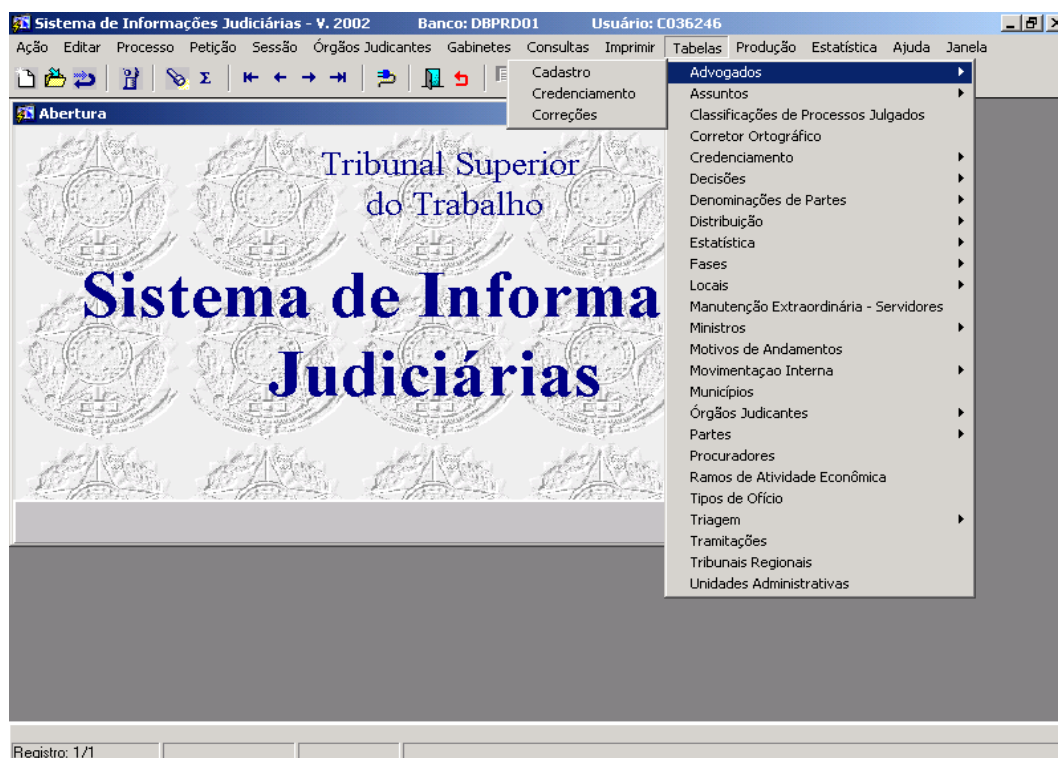 Sistema de Informações Judiciárias - V. 2002 Banco: DBPRD01 Usuário: C036246
Ação Editar Processo Petição Sessão Órgãos Judicantes Gabinetes Consultas Imprimir Tabelas Produção Estatística Ajuda Janela
Cadastro
Credenciamento
Correções
Advogados
Assuntos
Classificações de Processos Julgados
Corretor Ortográfico
Credenciamento
Decisões
Denominações de Partes
Distribuição
Estatística
Fases
Locais
Manutenção Extraordinária - Servidores
Ministros
Motivos de Andamentos
Movimentaçao Interna
Municípios
Órgãos Judicantes
Partes
Procuradores
Ramos de Atividade Econômica
Tipos de Ofício
Triagem
Tramitações
Tribunais Regionais
Unidades Administrativas
Abertura
Tribunal Superior
do Trabalho
Sistema de Informa
Judiciárias
Registro: 1/1